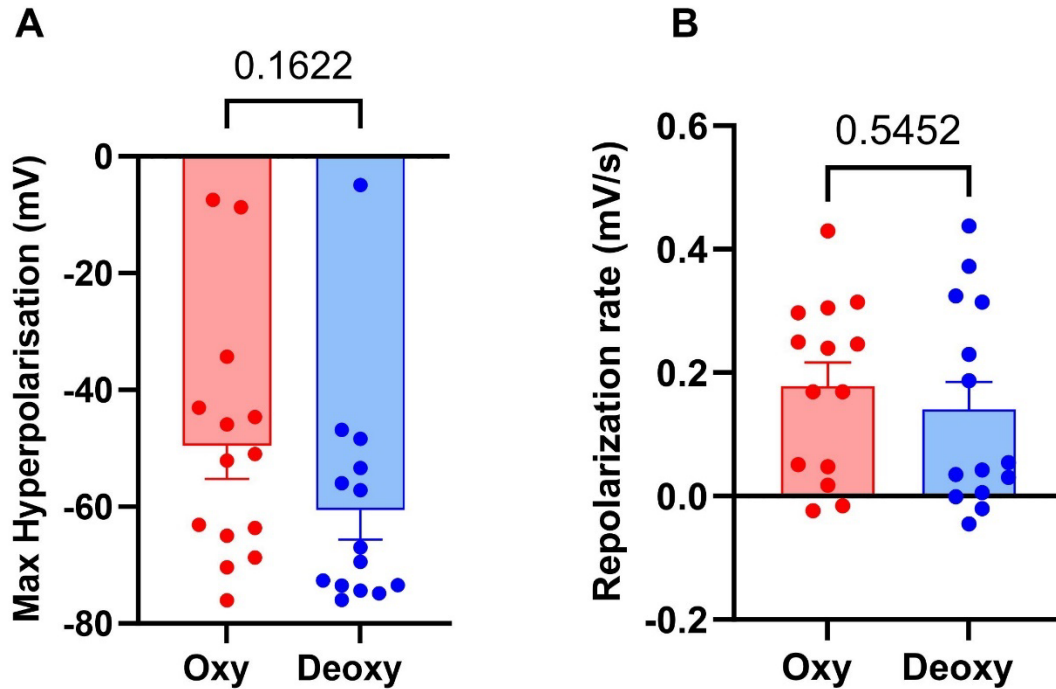 A
0.1622
Max Hyperpolarisation (mV)
0
-20
-40
-60
-80
Oxy
Deoxy
B
0.5452
Repolarization rate (mV/s)
0.6
0.4
0.2
0.0
-0.2
Oxy
Deoxy